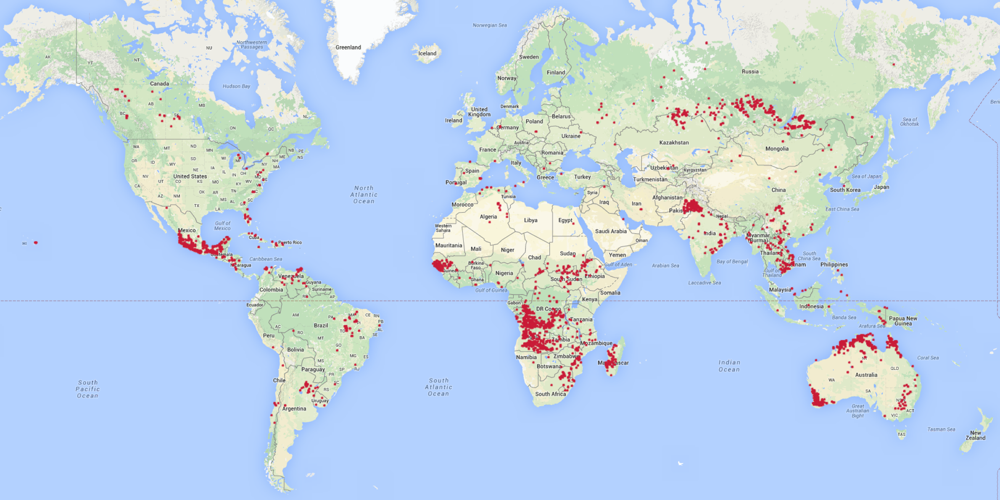 Greenland
Norwegian Sea
Northwestern
Passages
NU
Iceland
AK
YT
NT
Sweden
Finland
Norway
Russia
Canada
Hudson Bay
AB
MB
BC
SK
NL
ON
QC
United
Kingdom
Ireland
Denmark
Belarus
Poland
Germany
Ukraine
Austria
France
Romania
Italy
Spain
Portugal
Greece
Turkey
Kazakhstan
Mongolia
Sea of
Okhotsk
Beri
Uzbekistan
Kyrgyzstan
Turkmenistan
Afghanistan
China
South Korea
Sea of Japan
Japan
East China Sea
WA
MT
ND
MN
OR
ID
WY
SD
WI
MI
NB
PE
NS
ME
NH
MA
NY
NV
UT
CO
NE
IA
IL
IN
OH
PA
MD
DE
United States
KS
MO
KY
WV
VA
CA
AZ
NM
OK
AR
TN
NC
SC
MS
AL
GA
TX
LA
North
Atlantic
Ocean
Gulf of
Mexico
Mexico
Cuba
Puerto Rico
HI
Guatemala
Caribbean Sea
Nicaragua
Morocco
Tunisia
Algeria
Libya
Egypt
Western
Sahara
Syria
Iraq
Iran
Saudi Arabia
Oman
Yemen
Pakistan
Nepal
India
Myanmar
(Burma)
Thailand
Vietnam
South
China Sea
Philippines
Gulf of
Thailand
Bay of Bengal
Arabian Sea
Laccadive Sea
Gulf of Aden
Mauritania
Mali
Niger
Chad
Sudan
Burkina
Faso
Guinea
Ghana
Nigeria
South Sudan
Ethiopia
Gulf of Guinea
Somalia
Kenya
Gabon
DR Congo
Tanzania
Angola
Zambia
Mozambique
Namibia
Zimbabwe
Botswana
Madagascar
South Africa
Venezuela
Guyana
Suriname
Colombia
RR
AP
Ecuador
AM
PA
MA
CE
RN
PB
PI
AL
SE
Brazil
AC
RO
TO
BA
Peru
MT
GO
Bolivia
MG
ES
MS
SP
RJ
Paraguay
PR
SC
Chile
RS
Uruguay
Argentina
South
Pacific
Ocean
South
Atlantic
Ocean
Indian
Ocean
Malaysia
Indonesia
Banda Sea
Arafura Sea
Papua New
Guinea
Coral Sea
NT
QLD
Australia
WA
SA
NSW
ACT
VIC
Great
Australian
Bight
TAS
Tasman Sea
New
Zealand